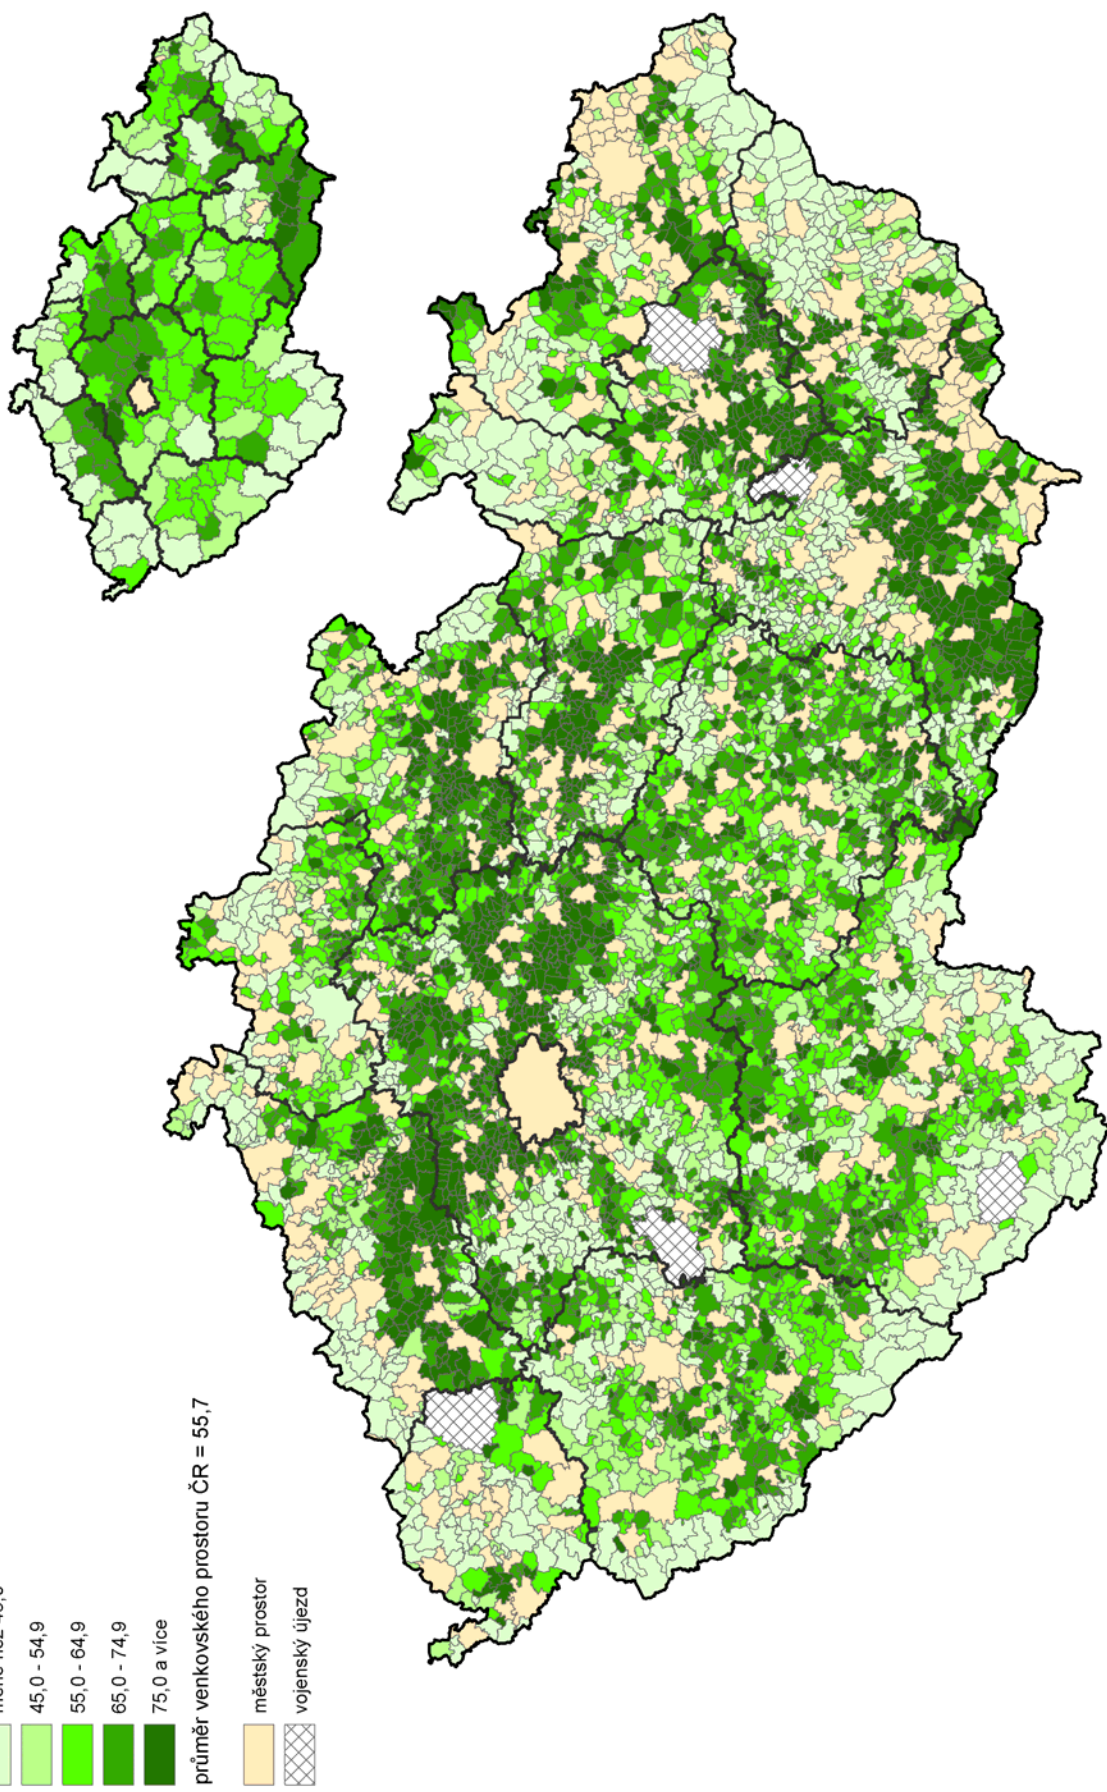 45,0 - 54,9
55,0 - 64,9
65,0 - 74,9
75,0 a více
průměr venkovského prostoru ČR = 55,7
městský prostor
vojenský újezd